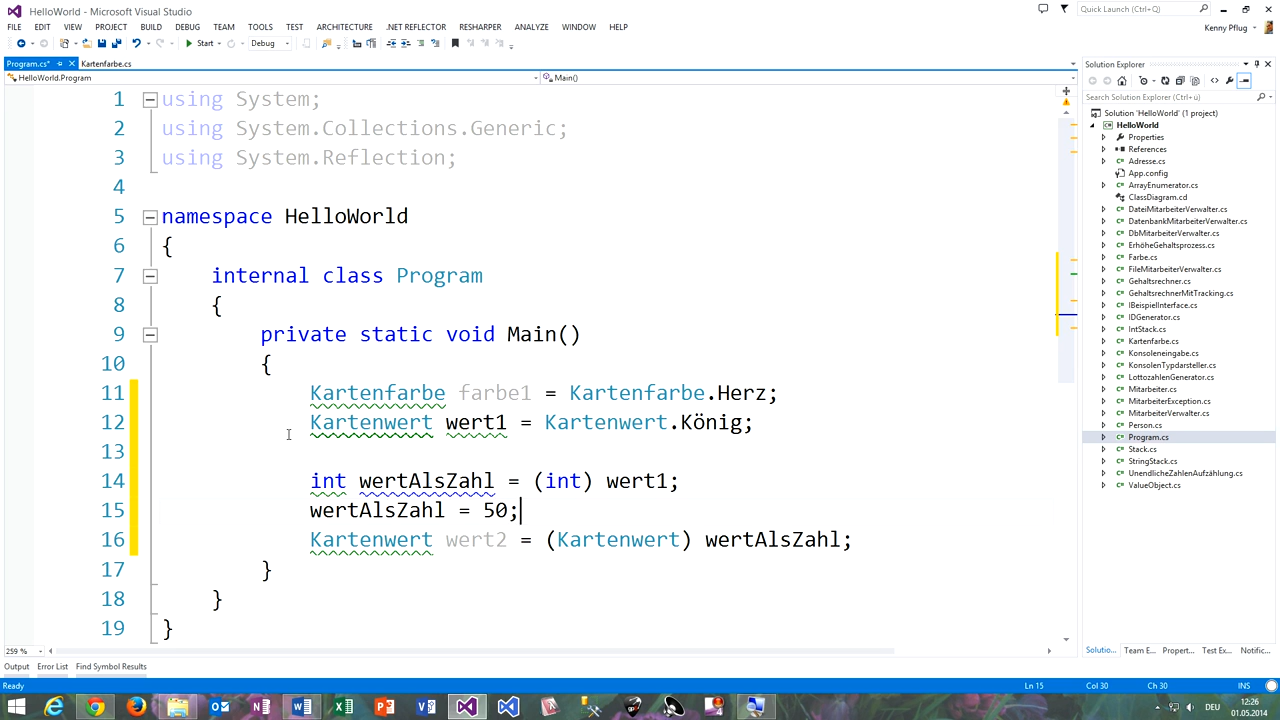 HelloWorld - Microsoft Visual Studio
Quick Launch (Ctrl+Q)
FILE EDIT VIEW PROJECT BUILD DEBUG TEAM TOOLS TEST ARCHITECTURE .NET REFLECTOR RESHARPER ANALYZE WINDOW HELP
Kenny Pflug
Start Debug
Program.cs* Kartenfarbe.cs
HelloWorld.Program Main()
1 using System;
2 using System.Collections.Generic;
3 using System.Reflection;
4
5 namespace HelloWorld
6 {
7 internal class Program
8 {
9 private static void Main()
10 {
11 Kartenfarbe farbe1 = Kartenfarbe.Herz;
12 Kartenwert wert1 = Kartenwert.König;
13
14 int wertAlsZahl = (int) wert1;
15 wertAlsZahl = 50;
16 Kartenwert wert2 = (Kartenwert) wertAlsZahl;
17 }
18 }
19 }
259 %
Output Error List Find Symbol Results
Ready Ln 15 Col 30 Ch 30 INS
Solution Explorer
Search Solution Explorer (Ctrl+ü)
Solution 'HelloWorld' (1 project)
HelloWorld
Properties
References
Adresse.cs
App.config
ArrayEnumerator.cs
ClassDiagram.cd
DateiMitarbeiterVerwalter.cs
DatenbankMitarbeiterVerwalter.cs
DbMitarbeiterVerwalter.cs
ErhöheGehaltsprozess.cs
Farbe.cs
FileMitarbeiterVerwalter.cs
Gehaltsrechner.cs
GehaltsrechnerMitTracking.cs
IBeispielInterface.cs
IDGenerator.cs
IntStack.cs
Kartenfarbe.cs
Konsoleneingabe.cs
KonsolenTypdarsteller.cs
LottozahlenGenerator.cs
Mitarbeiter.cs
MitarbeiterException.cs
MitarbeiterVerwalter.cs
Person.cs
Program.cs
Stack.cs
StringStack.cs
UnendlicheZahlenAufzählung.cs
ValueObject.cs
Solutio... Team E... Propert... Test Ex... Notific...
DEU 12:26
01.05.2014